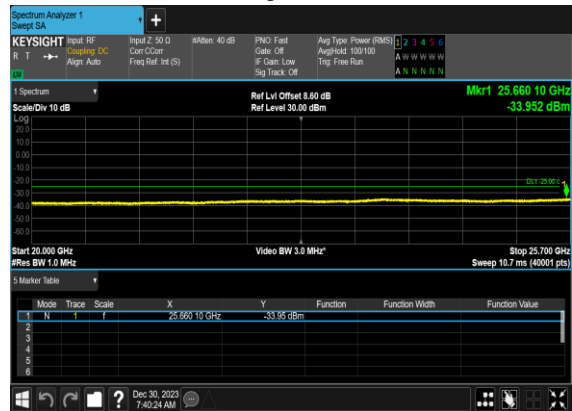 Spectrum Analyzer 1
Swept SA
+
KEYSIGHT Input: RF Input Z: 50 Ω #Atten: 40 dB PNO: Fast Avg Type: Power (RMS) 1 2 3 4 5 6
R T Coupling: DC Corr CCorr Gate: Off Avg|Hold: 100/100 A W W W W W
Align: Auto Freq Ref: Int (S) IF Gain: Low Trig: Free Run
LW Sig Track: Off A N N N N N
1 Spectrum Ref Lvl Offset 8.60 dB Mkr1 25.660 10 GHz
Scale/Div 10 dB Ref Level 30.00 dBm -33.952 dBm
Log
20.0
10.0
0.00
-10.0
-20.0
-30.0
-40.0
-50.0
-60.0
1
Start 20.000 GHz Video BW 3.0 MHz* Stop 25.700 GHz
#Res BW 1.0 MHz Sweep 10.7 ms (40001 pts)
5 Marker Table
Mode Trace Scale X Y Function Function Width Function Value
1 N 1 f 25.660 10 GHz -33.95 dBm
2
3
4
5
6
? Dec 30, 2023
7:40:24 AM